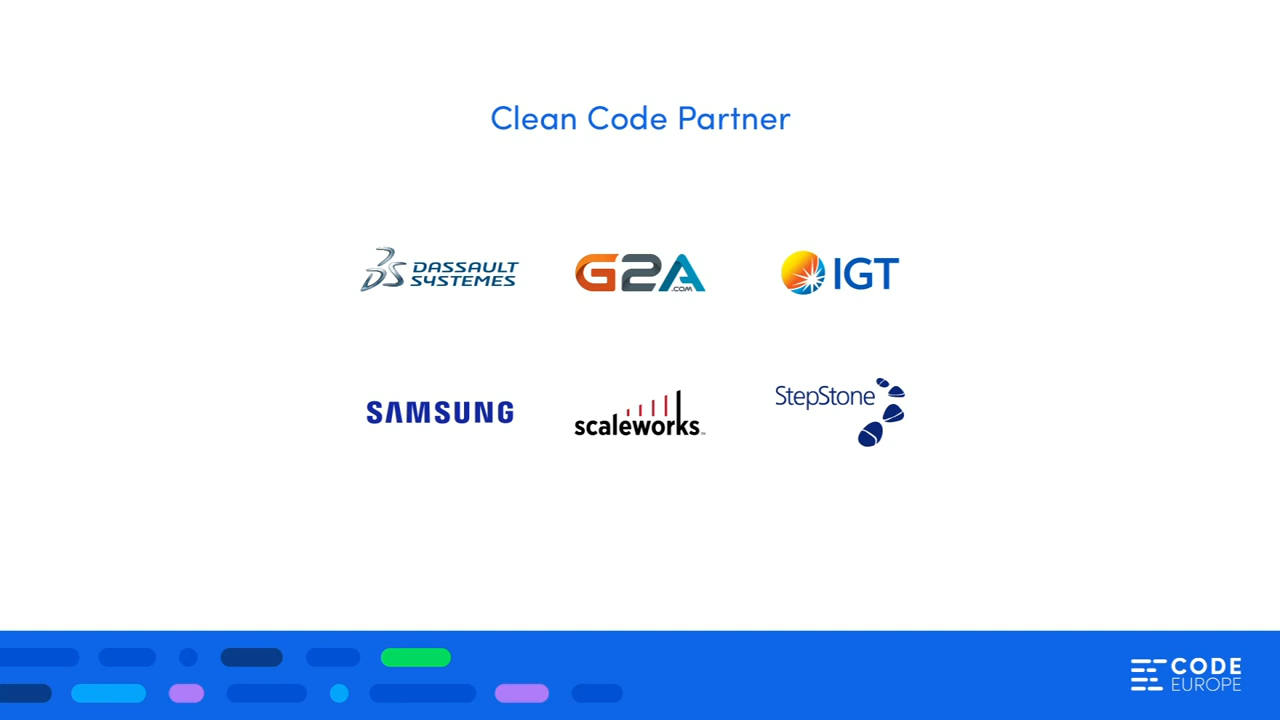 Clean Code Partner
DASSAULT
SYSTEMES
G2A
.COM
IGT
SAMSUNG
scaleworks
StepStone
CODE
EUROPE